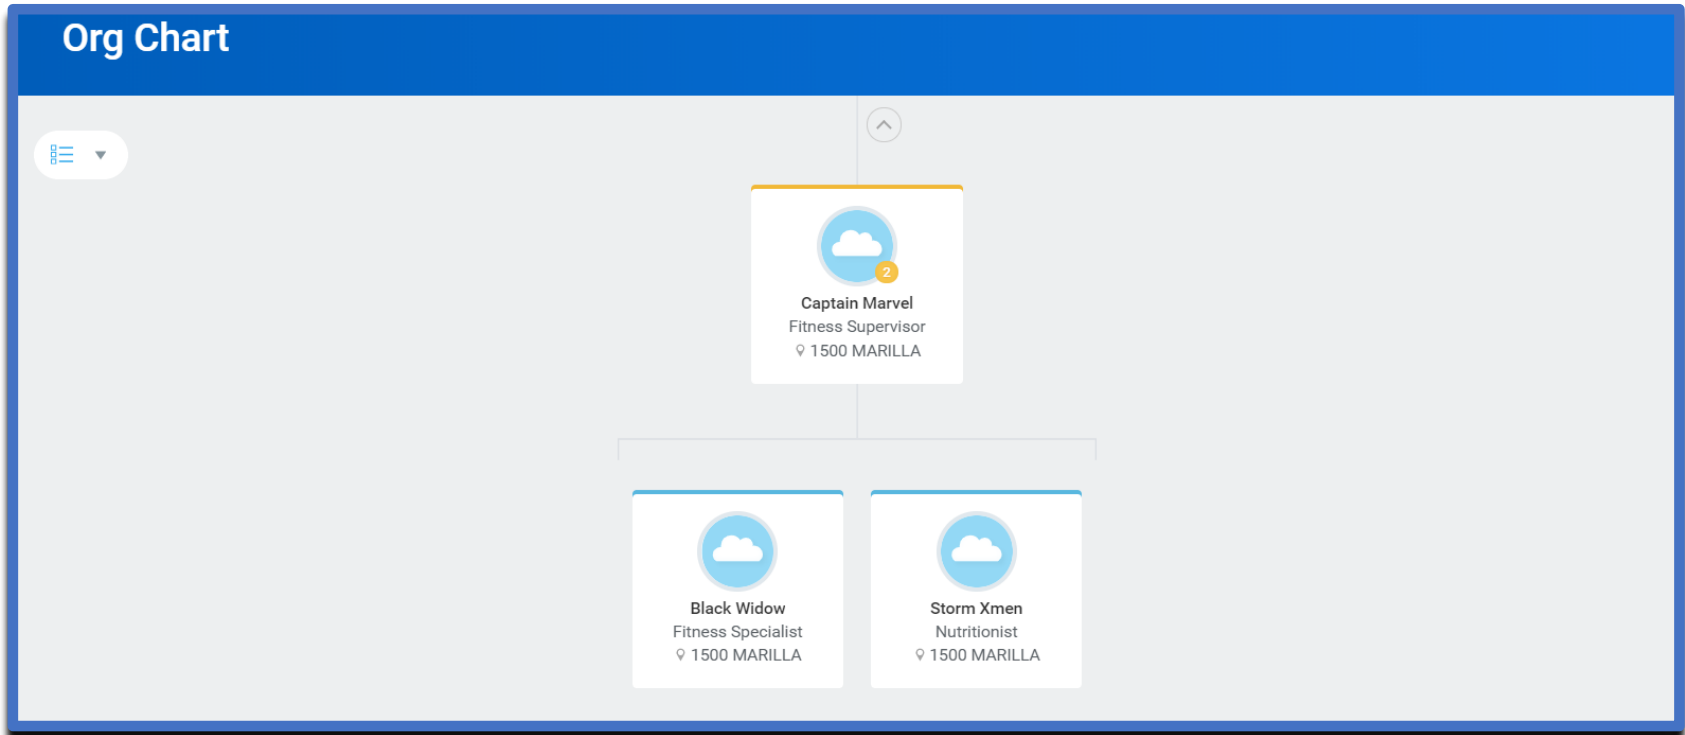 Org Chart
2
Captain Marvel
Fitness Supervisor
1500 MARILLA
Black Widow
Fitness Specialist
1500 MARILLA
Storm Xmen
Nutritionist
1500 MARILLA